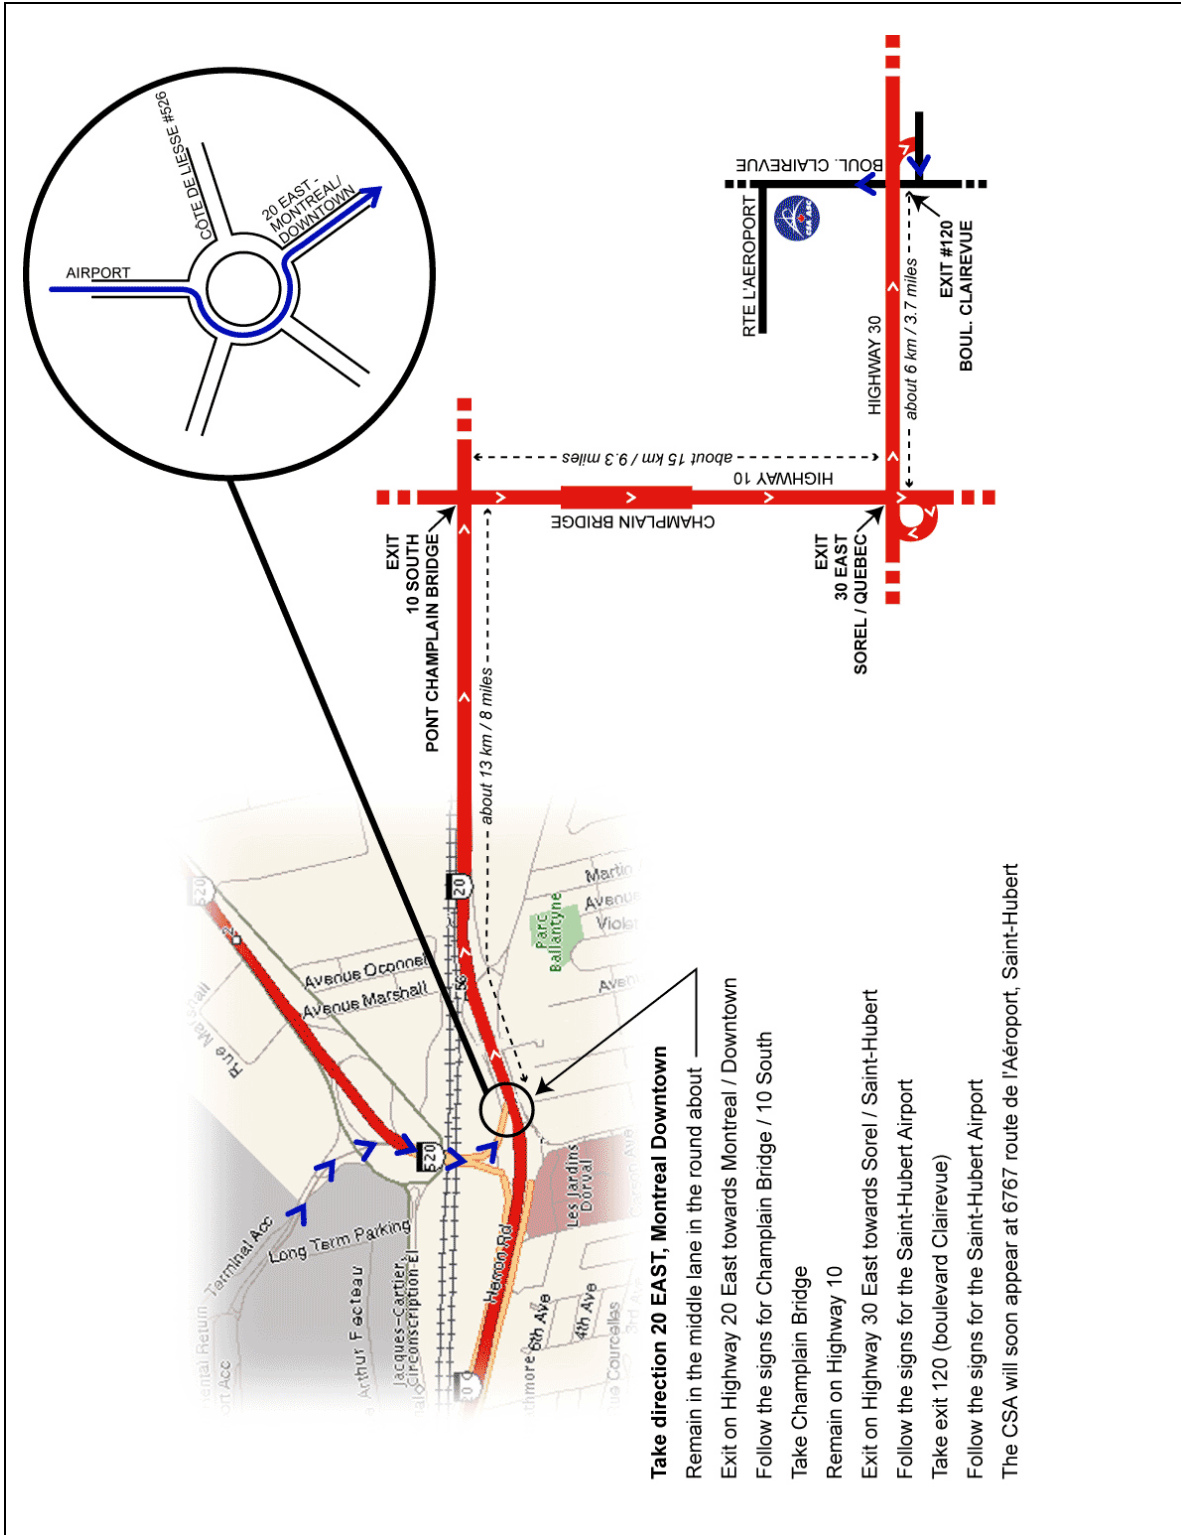 AIRPORT
CÔTE DE LIESSE #526
20 EAST -
MONTREAL/
DOWNTOWN
EXIT
10 SOUTH
PONT CHAMPLAIN BRIDGE
about 13 km / 8 miles
CHAMPLAIN BRIDGE
HIGHWAY 10
about 15 km / 9.3 miles
EXIT
30 EAST
SOREL / QUEBEC
HIGHWAY 30
about 6 km / 3.7 miles
RTE L'AEROPORT
BOUL. CLAIREVUE
EXIT #120
BOUL. CLAIREVUE
520
Rue Marshall
Avenue Oconnel
Avenue Marshall
56
20
Parc
Ballantyne
Martin
Avenue
Violet
Aven
520
Terminal Acc
Long Term Parking
Arthur Fecteau
Jacques-Cartier,
Circonscription El
Herron Rd
Les Jardins
Dorval
6th Ave
4th Ave
3rd Ave
Rue Courcelles
Take direction 20 EAST, Montreal Downtown
Remain in the middle lane in the round about
Exit on Highway 20 East towards Montreal / Downtown
Follow the signs for Champlain Bridge / 10 South
Take Champlain Bridge
Remain on Highway 10
Exit on Highway 30 East towards Sorel / Saint-Hubert
Follow the signs for the Saint-Hubert Airport
Take exit 120 (boulevard Clairevue)
Follow the signs for the Saint-Hubert Airport
The CSA will soon appear at 6767 route de l'Aéroport, Saint-Hubert